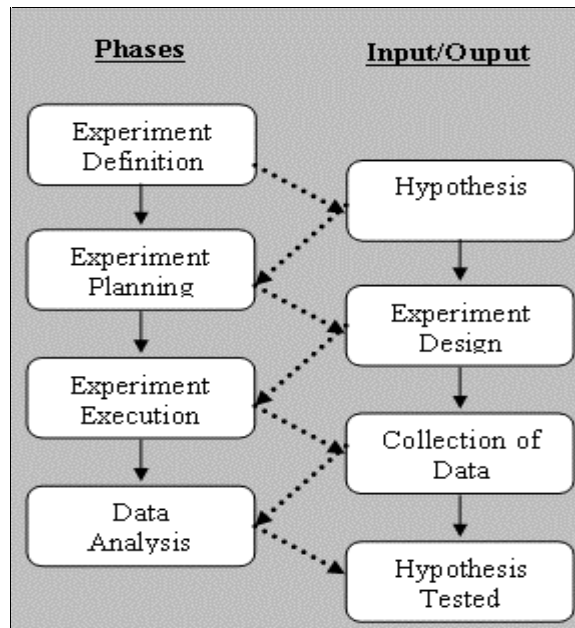 Phases
Experiment
Definition
Experiment
Planning
Experiment
Execution
Data
Analysis
Input/Ouput
Hypothesis
Experiment
Design
Collection of
Data
Hypothesis
Tested